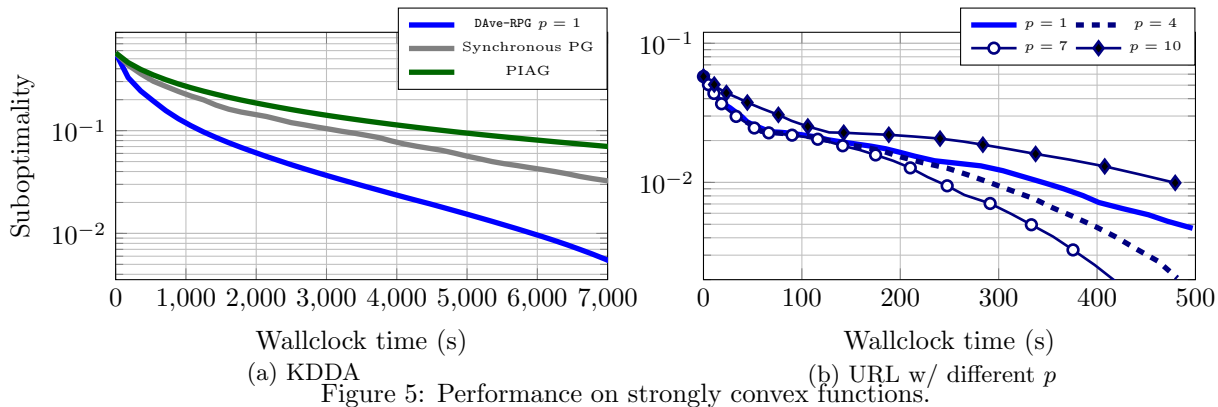 DAve-RPG p = 1
Synchronous PG
PIAG
Suboptimality
10−1
10−2
0 1,000 2,000 3,000 4,000 5,000 6,000 7,000
Wallclock time (s)
(a) KDDA
p = 1 p = 4
p = 7 p = 10
10−1
10−2
0 100 200 300 400 500
Wallclock time (s)
(b) URL w/ different p
Figure 5: Performance on strongly convex functions.